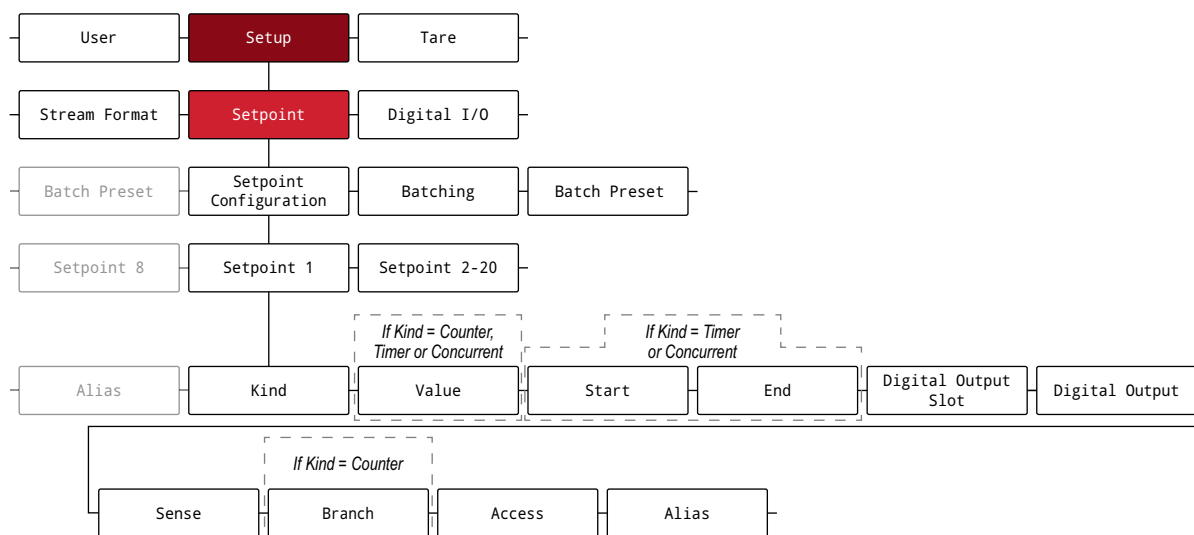 User
Setup
Tare
Stream Format
Setpoint
Digital I/O
Batch Preset
Setpoint
Configuration
Batching
Batch Preset
Setpoint 8
Setpoint 1
Setpoint 2-20
If Kind = Counter,
Timer or Concurrent
If Kind = Timer
or Concurrent
Alias
Kind
Value
Start
End
Digital Output
Slot
Digital Output
If Kind = Counter
Sense
Branch
Access
Alias